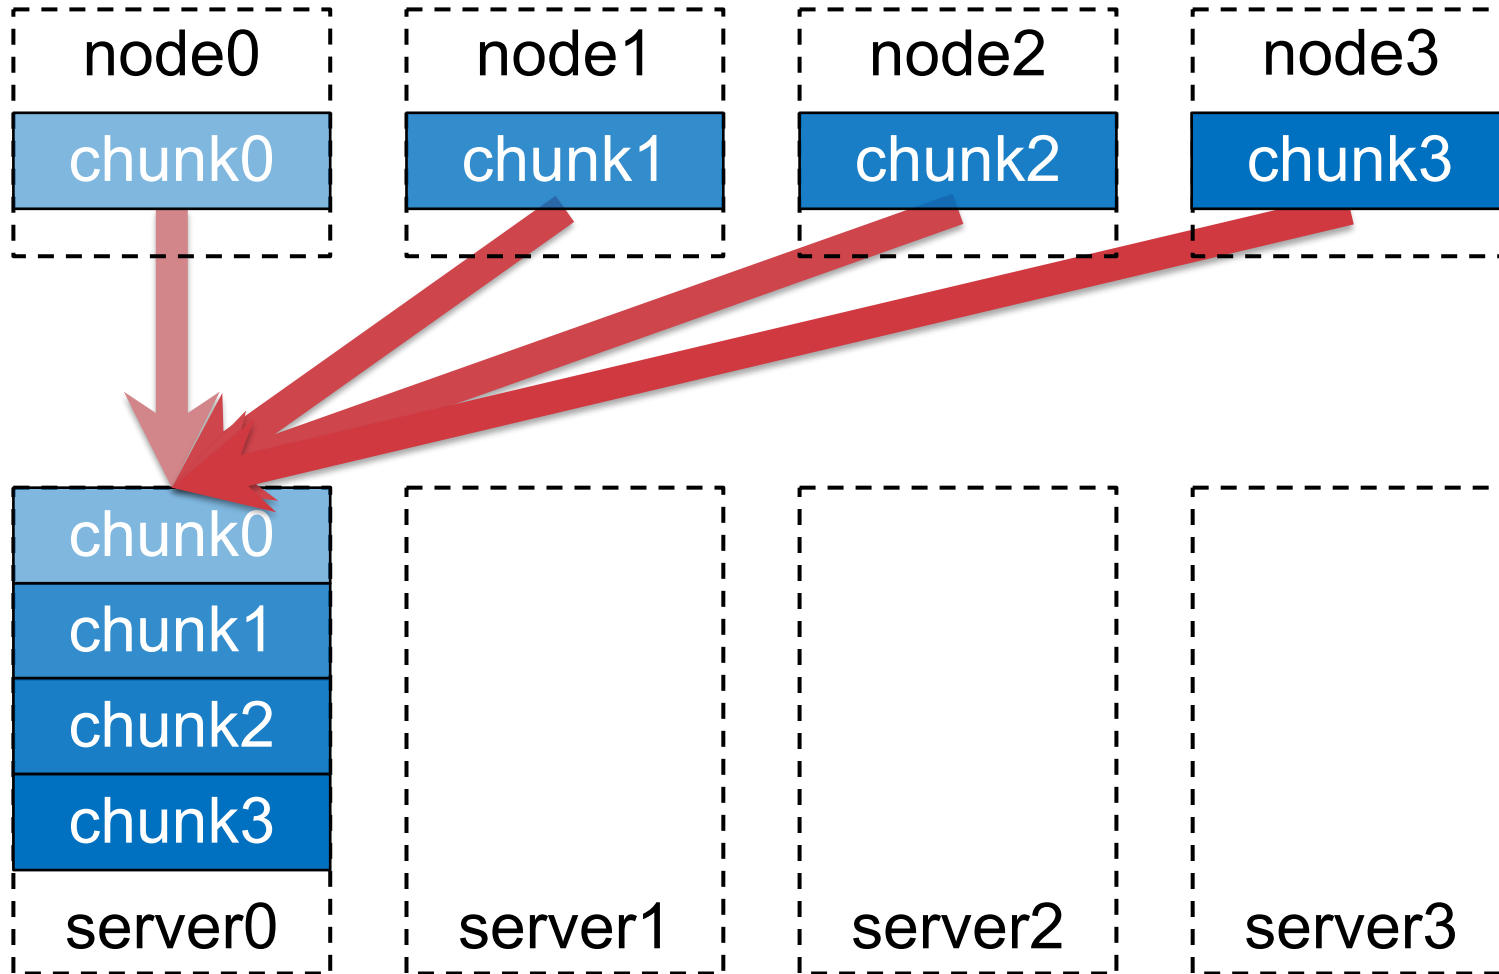 node0 node1 node2 node3
chunk0 chunk1 chunk2 chunk3
chunk0
chunk1
chunk2
chunk3
server0 server1 server2 server3